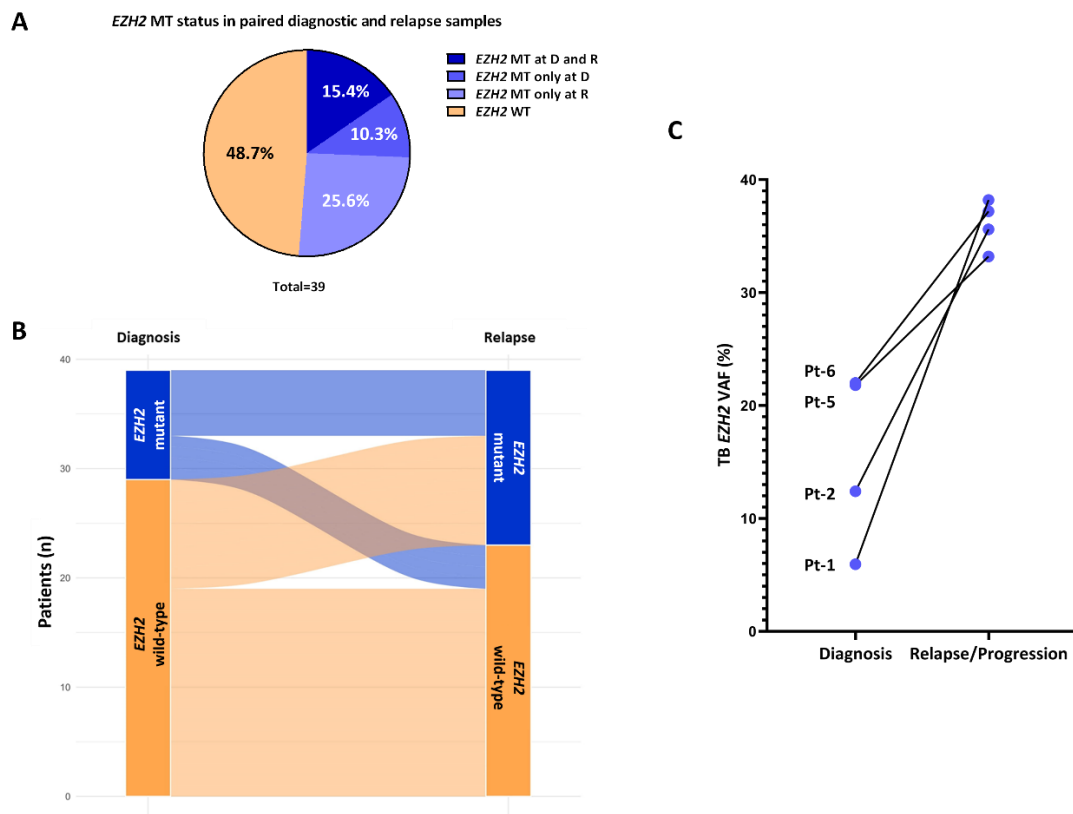 A
EZH2 MT status in paired diagnostic and relapse samples
15.4%
10.3%
25.6%
48.7%
EZH2 MT at D and R
EZH2 MT only at D
EZH2 MT only at R
EZH2 WT
Total=39
B
Diagnosis
Relapse
Patients (n)
40
30
20
10
0
EZH2
mutant
EZH2
wild-type
EZH2
mutant
EZH2
wild-type
C
TB EZH2 VAF (%)
40
30
20
10
0
Pt-6
Pt-5
Pt-2
Pt-1
Diagnosis
Relapse/Progression